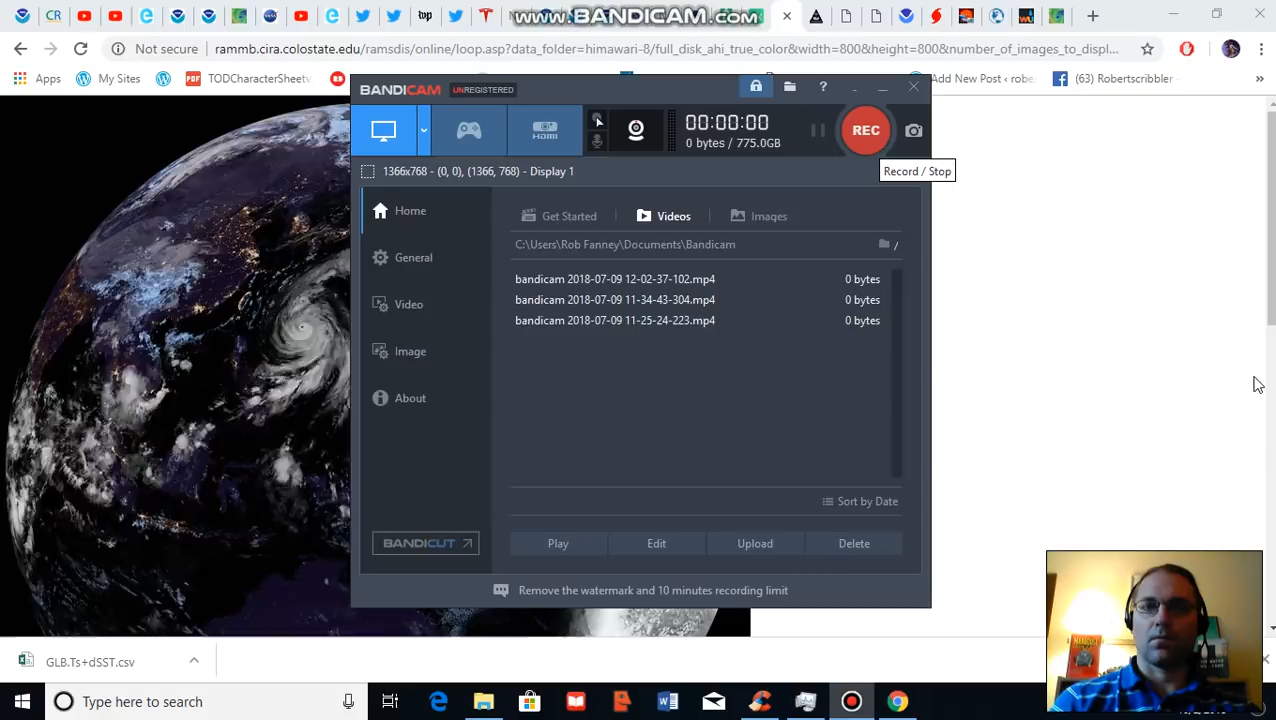 www.BANDICAM.com
Not secure | rammb.cira.colostate.edu/ramsdis/online/loop.asp?data_folder=himawari-8/full_disk_ahi_true_color&width=800&height=800&number_of_images_to_displ...
Apps My Sites PDF TODCharacterSheetv Add New Post ‹ robe (63) Robertscribbler »
BANDICAM UNREGISTERED
HDMI
00:00:00
0 bytes / 775.0GB
REC
1366x768 - (0, 0), (1366, 768) - Display 1
Record / Stop
Home
General
Video
Image
About
BANDICUT
Get Started Videos Images
C:\Users\Rob Fanney\Documents\Bandicam /
bandicam 2018-07-09 12-02-37-102.mp4 0 bytes
bandicam 2018-07-09 11-34-43-304.mp4 0 bytes
bandicam 2018-07-09 11-25-24-223.mp4 0 bytes
Sort by Date
Play Edit Upload Delete
Remove the watermark and 10 minutes recording limit
GLB.Ts+dSST.csv
Type here to search